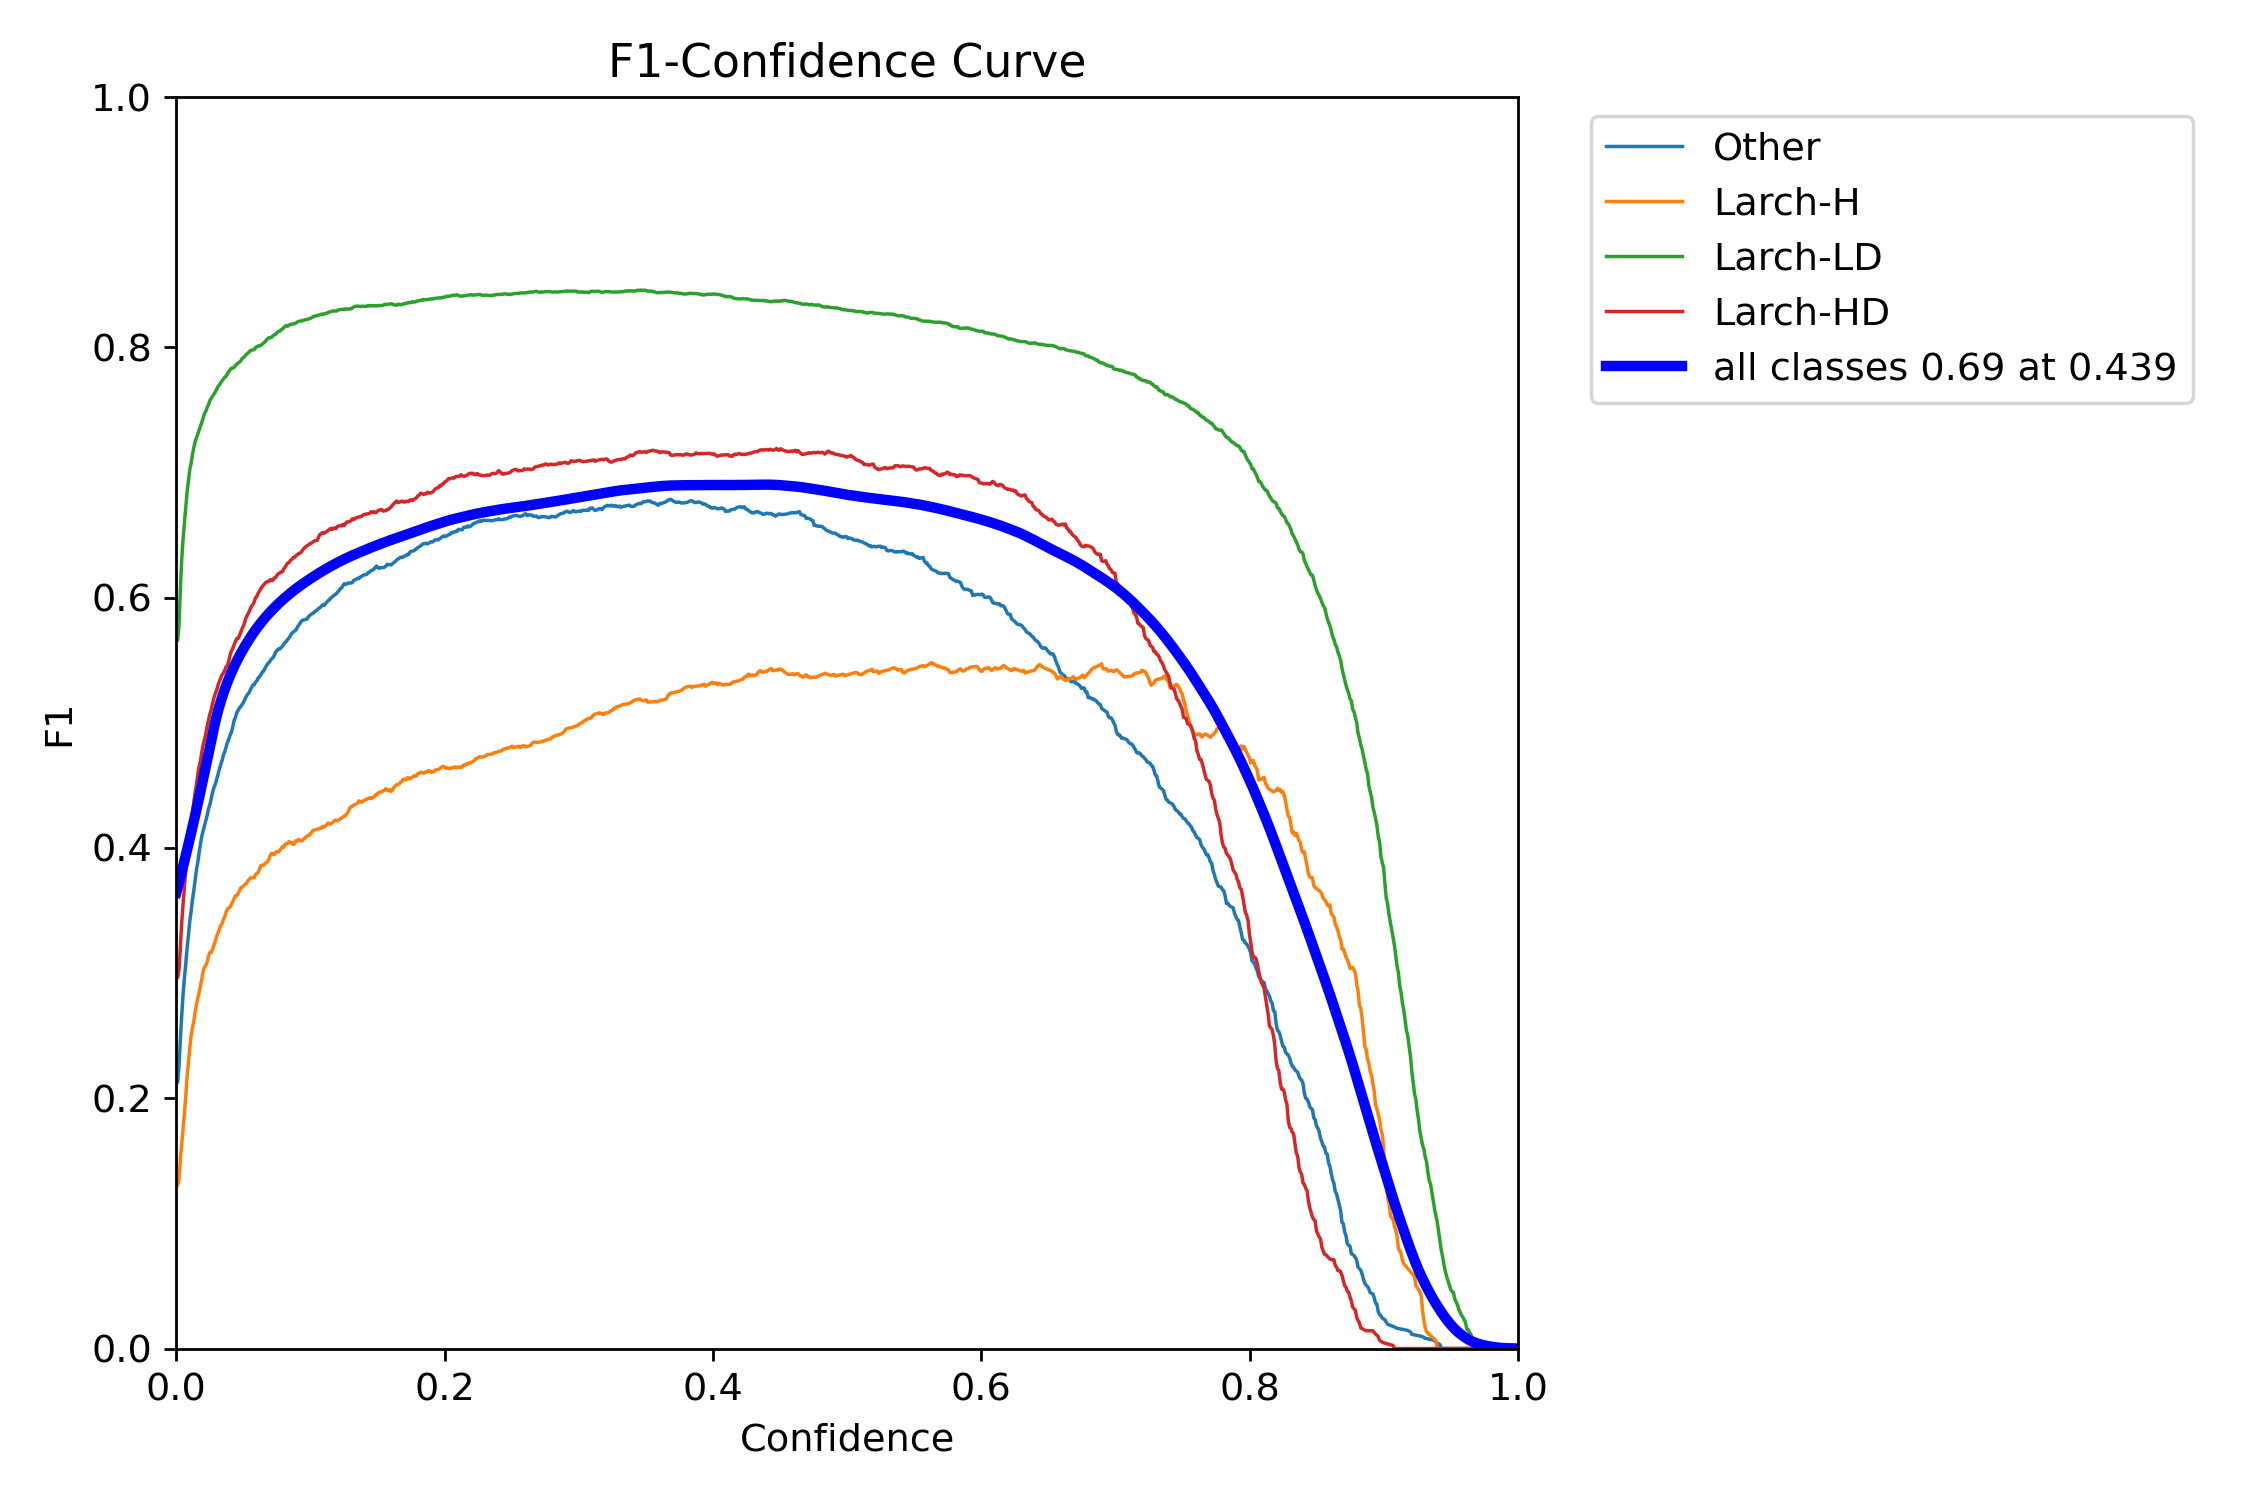 F1-Confidence Curve
1.0
0.8
0.6
0.4
0.2
0.0
F1
0.0 0.2 0.4 0.6 0.8 1.0
Confidence
Other
Larch-H
Larch-LD
Larch-HD
all classes 0.69 at 0.439